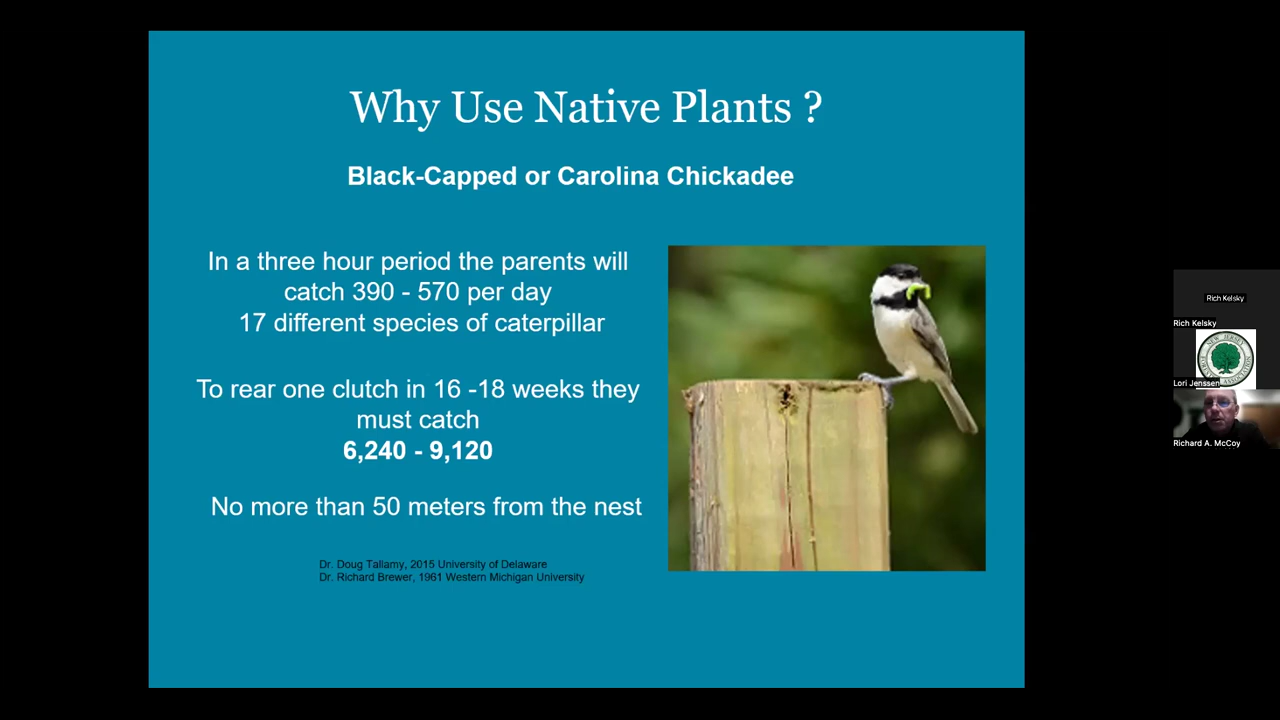 Why Use Native Plants ?
Black-Capped or Carolina Chickadee
In a three hour period the parents will
catch 390 - 570 per day
17 different species of caterpillar
To rear one clutch in 16 -18 weeks they
must catch
6,240 - 9,120
No more than 50 meters from the nest
Dr. Doug Tallamy, 2015 University of Delaware
Dr. Richard Brewer, 1961 Western Michigan University
Rich Kelsky
Rich Kelsky
NEW JERSEY
Lori Jenssen
Richard A. McCoy